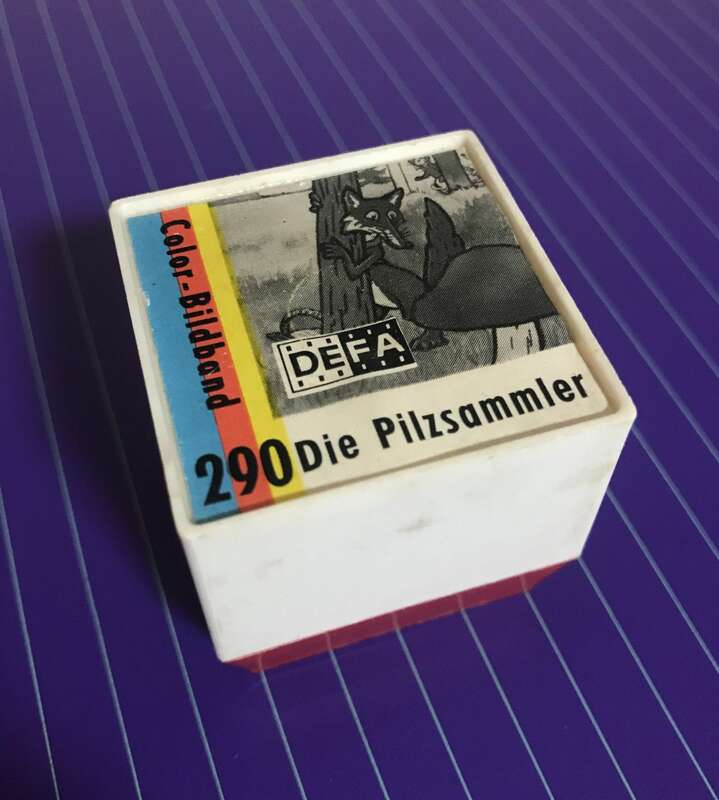 Color-Bildband
DEFA
290 Die Pilzsammler